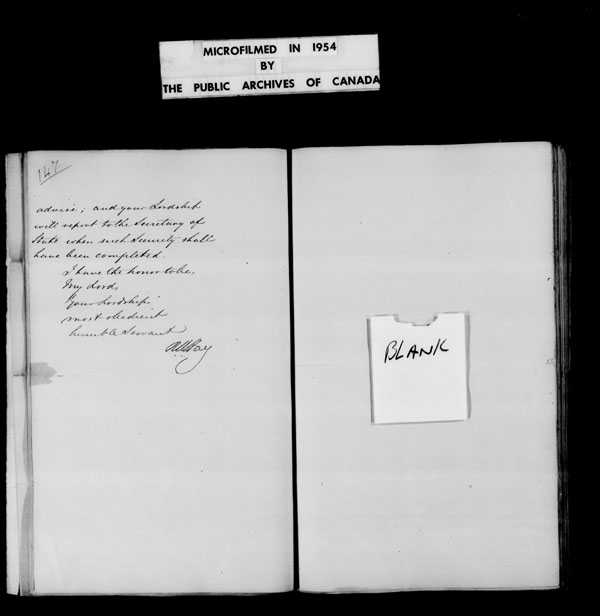 MICROFILMED IN 1954
BY
THE PUBLIC ARCHIVES OF CANADA
147
advise; and your Lordship
will report to the Secretary of
State when such Security shall
have been completed.
I have the honor to be,
My Lord,
Your Lordship's
most obedient
humble Servant
R W Hay
BLANK